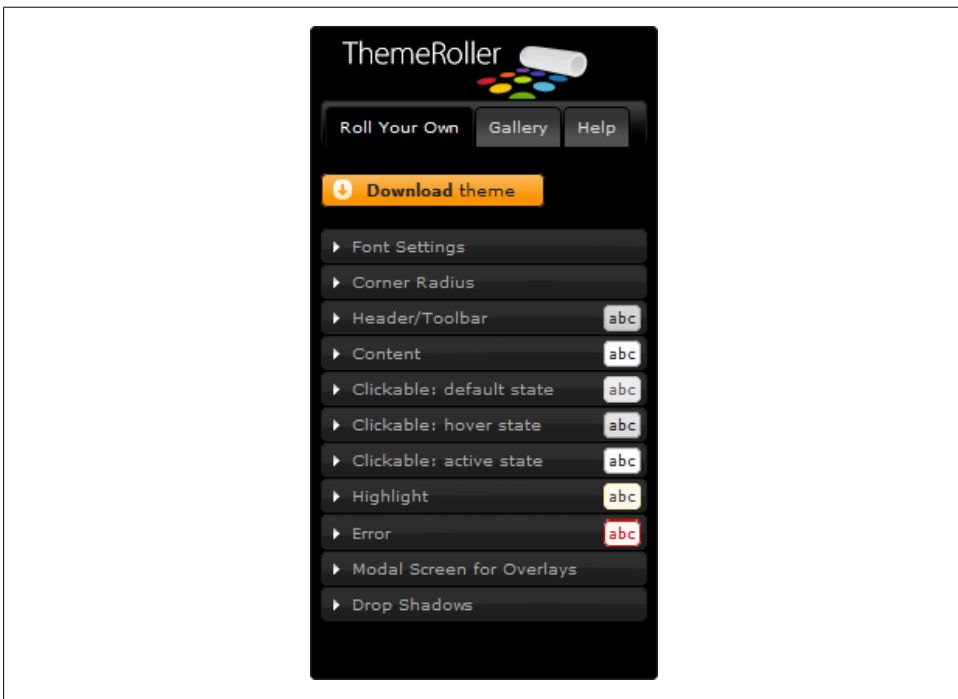 ThemeRoller
Roll Your Own Gallery Help
Download theme
Font Settings
Corner Radius
Header/Toolbar abc
Content abc
Clickable: default state abc
Clickable: hover state abc
Clickable: active state abc
Highlight abc
Error abc
Modal Screen for Overlays
Drop Shadows